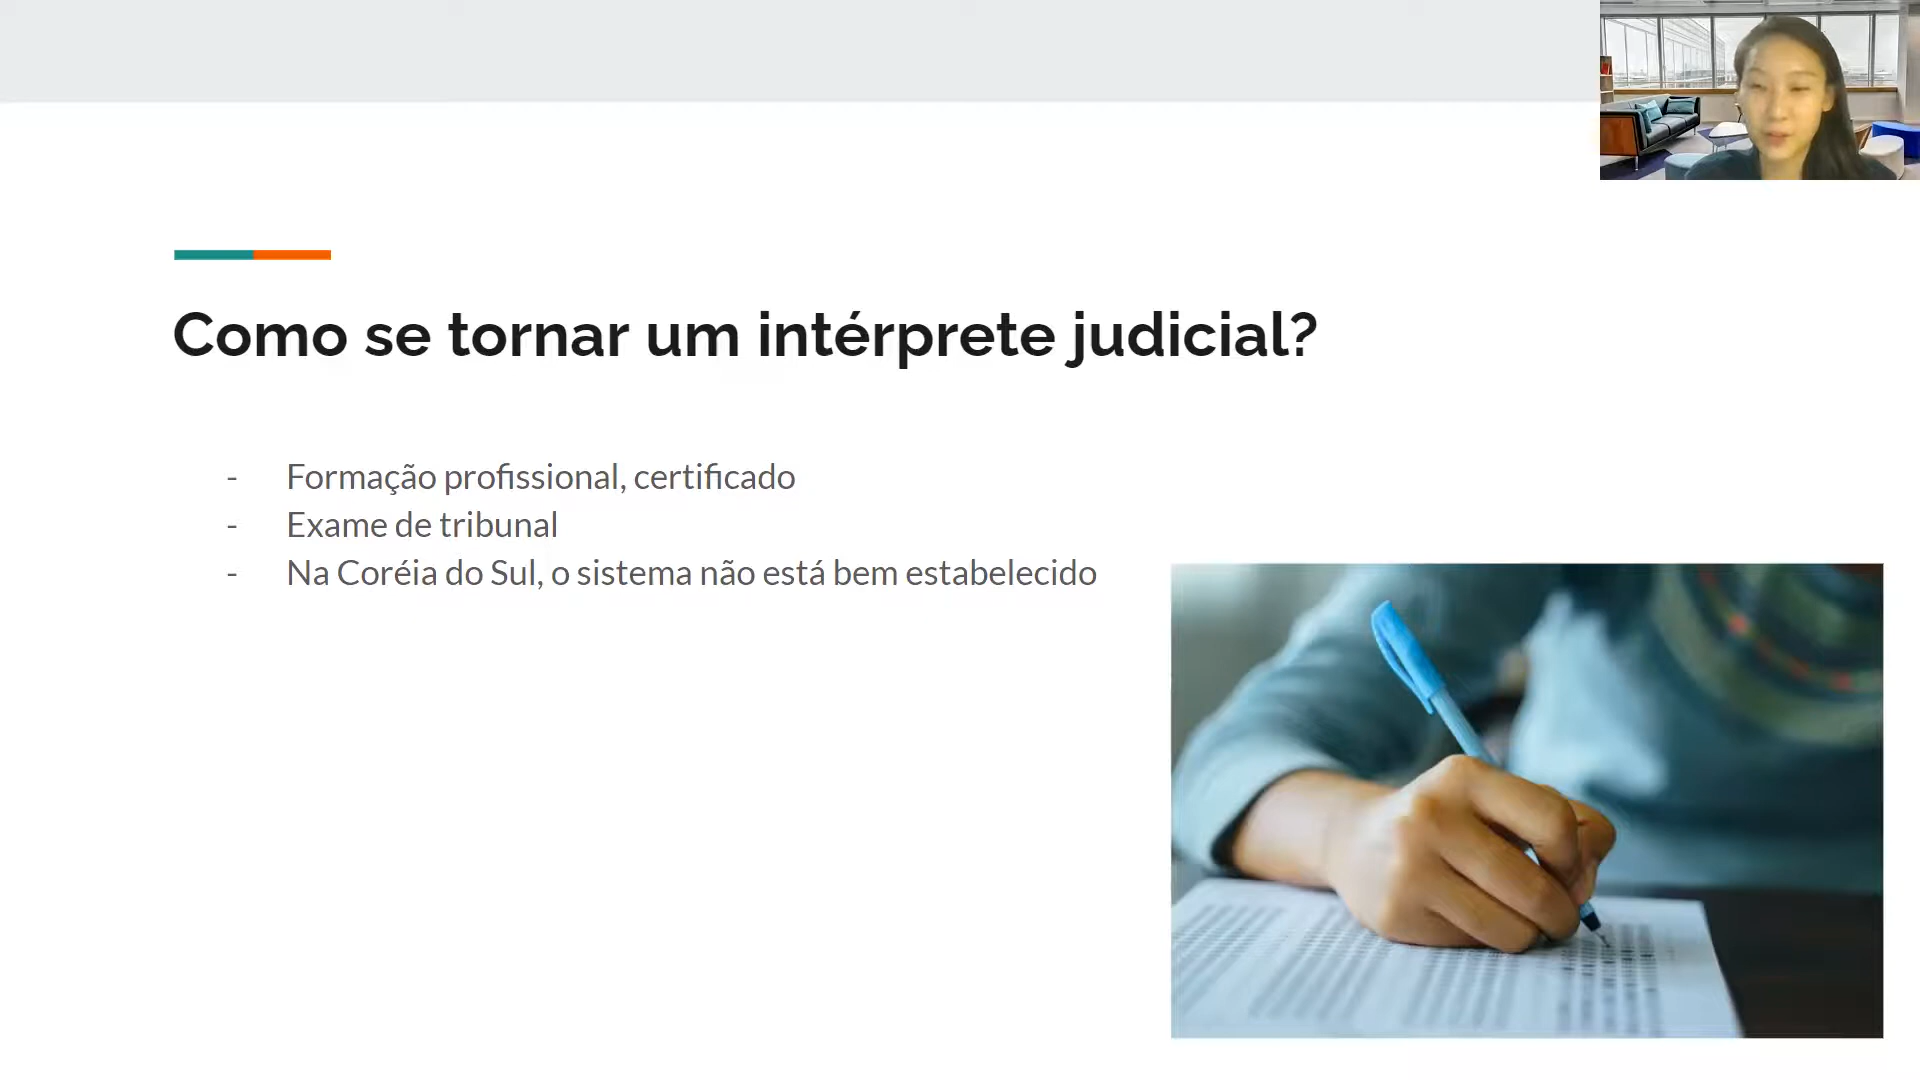 Como se tornar um intérprete judicial?
- Formação profissional, certificado
- Exame de tribunal
- Na Coréia do Sul, o sistema não está bem estabelecido